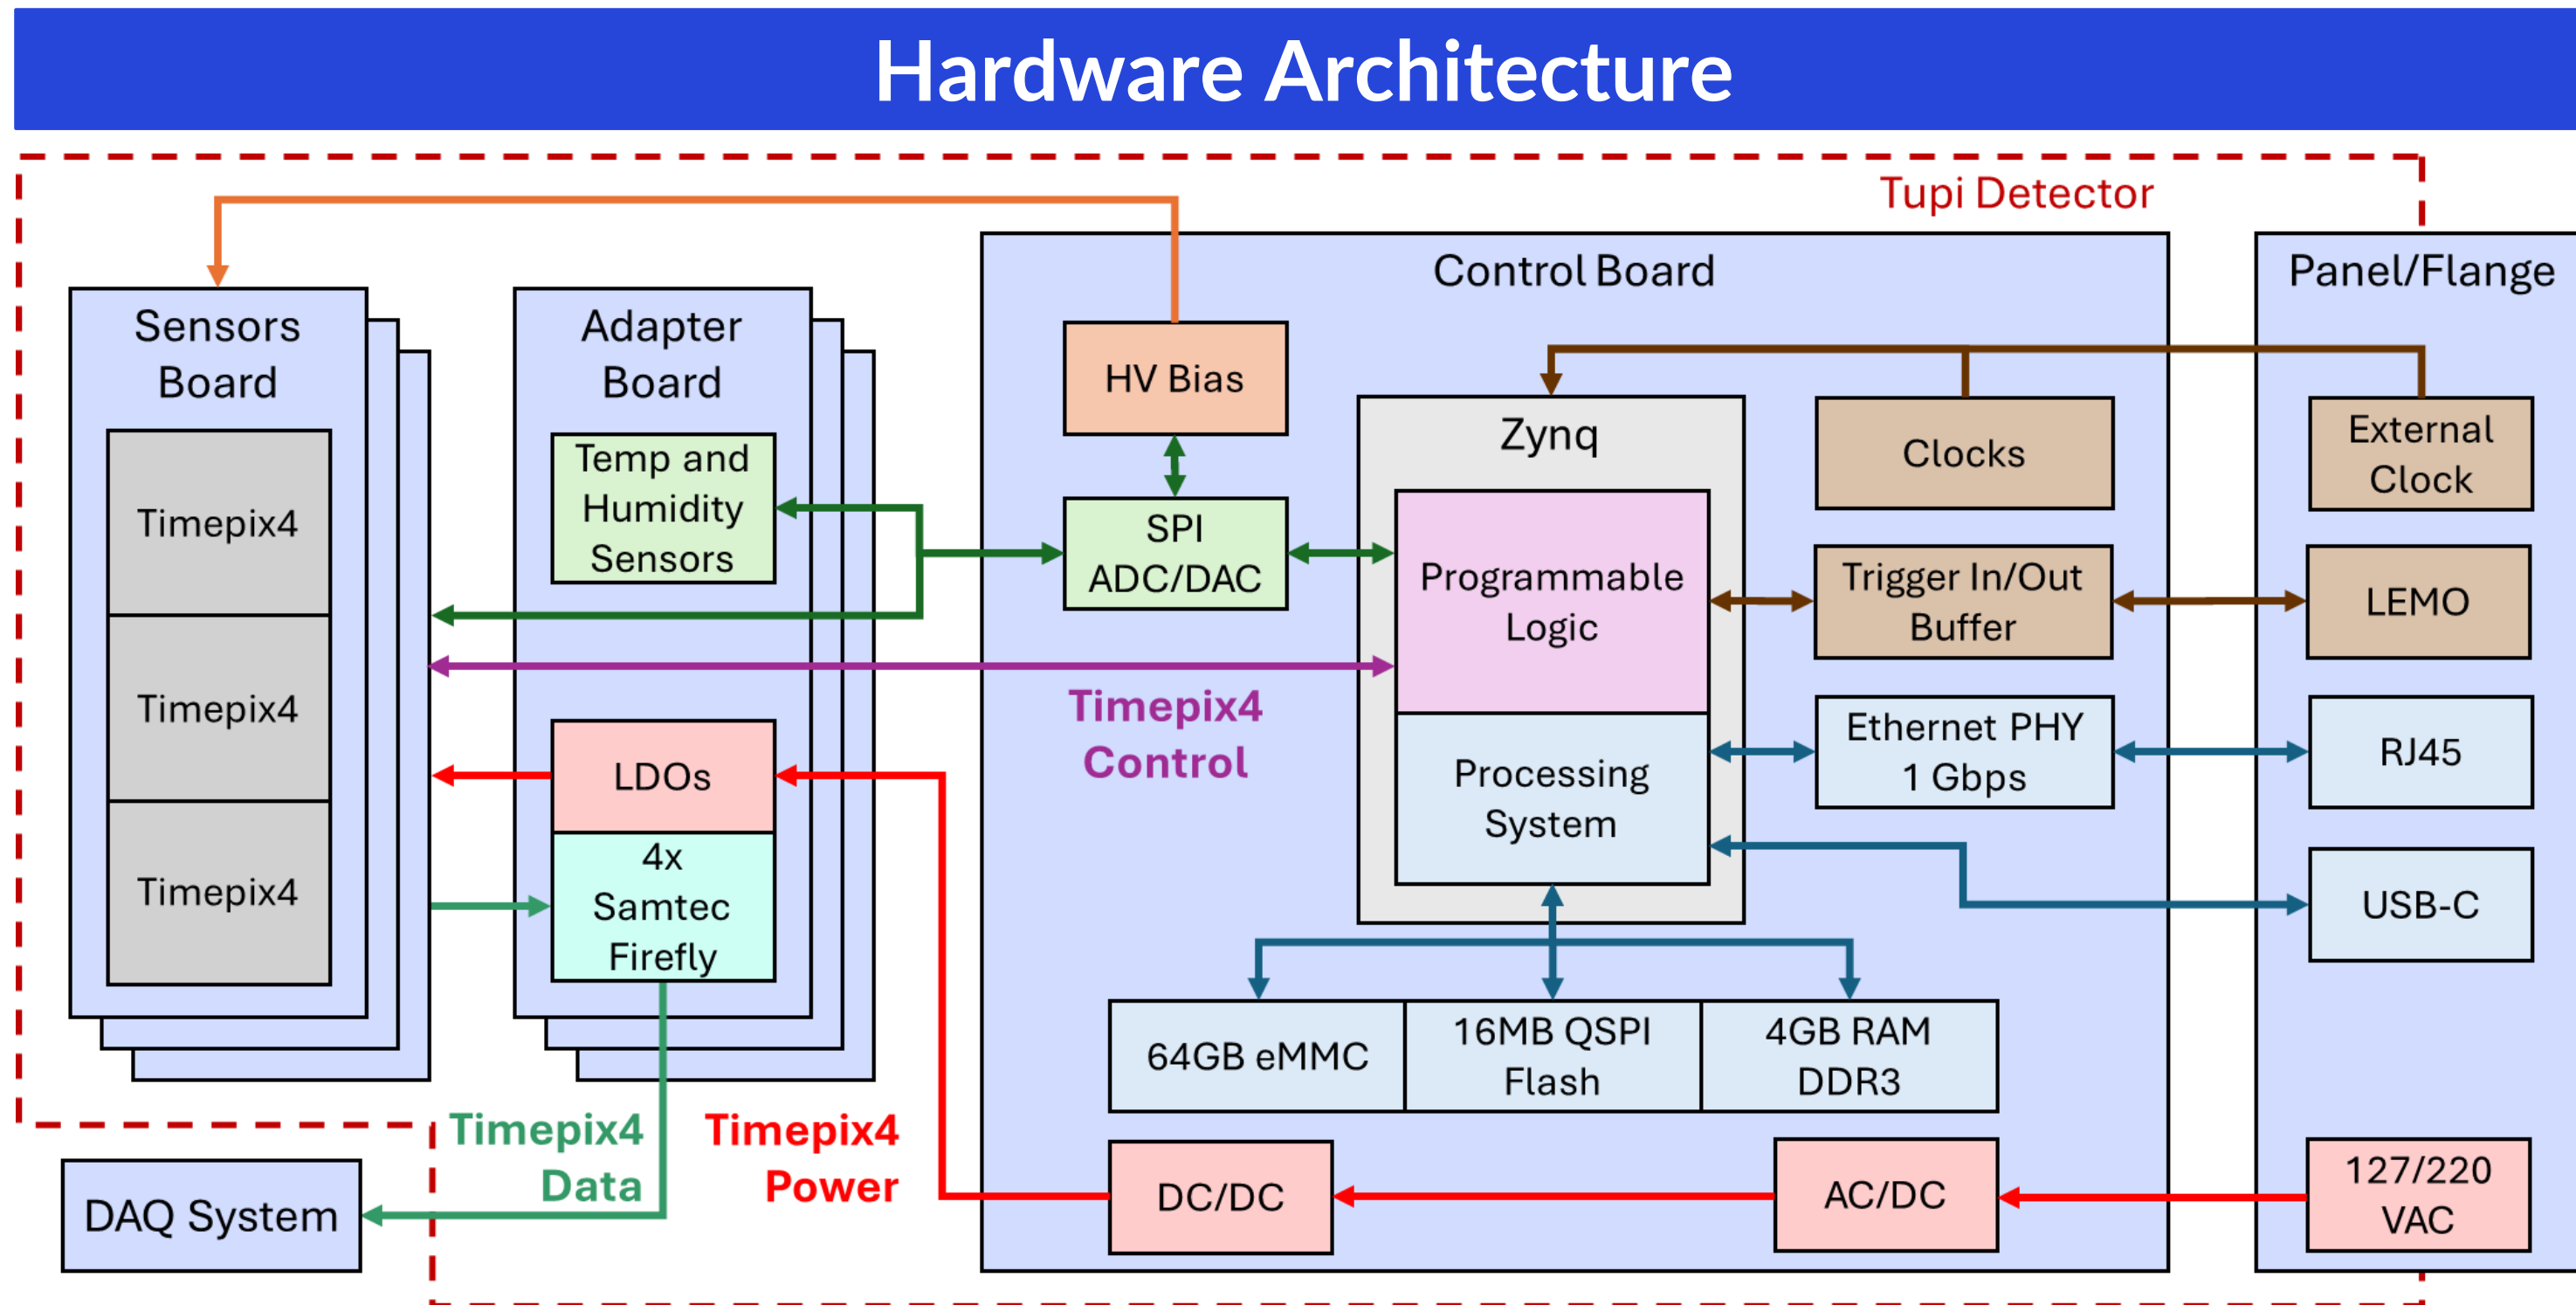 Hardware Architecture
Tupi Detector
Sensors
Board
Timepix4
Timepix4
Timepix4
Adapter
Board
Temp and
Humidity
Sensors
LDOs
4x
Samtec
Firefly
Control Board
HV Bias
SPI
ADC/DAC
Timepix4
Control
Zynq
Programmable
Logic
Processing
System
Clocks
Trigger In/Out
Buffer
Ethernet PHY
1 Gbps
64GB eMMC
16MB QSPI
Flash
4GB RAM
DDR3
DC/DC
AC/DC
Panel/Flange
External
Clock
LEMO
RJ45
USB-C
127/220
VAC
Timepix4
Data
Timepix4
Power
DAQ System